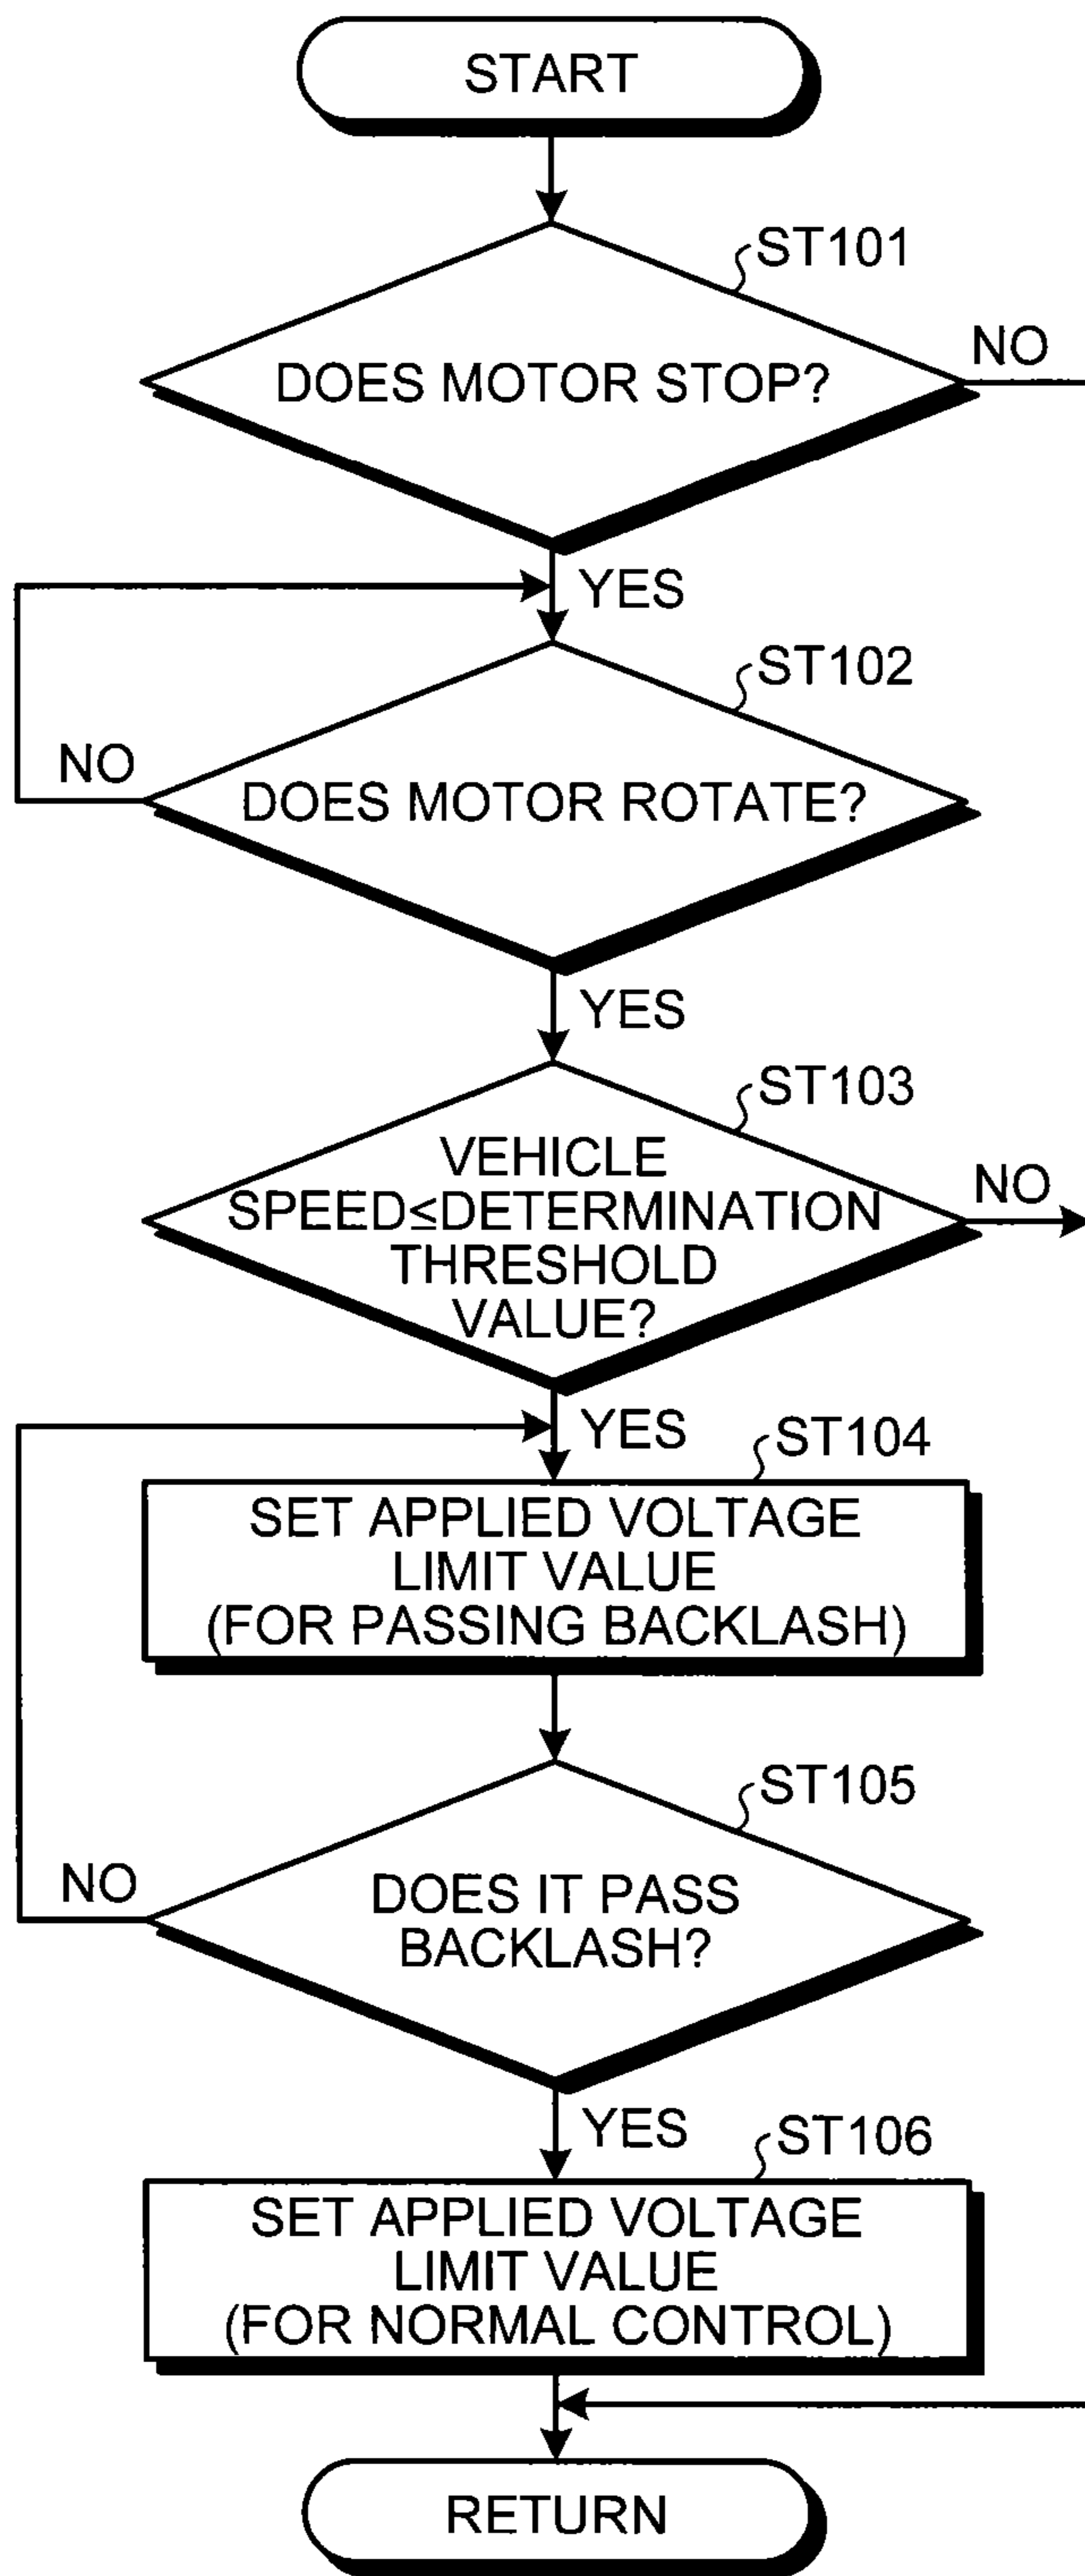 START
ST101
DOES MOTOR STOP?
NO
YES
ST102
DOES MOTOR ROTATE?
NO
YES
ST103
VEHICLE
SPEED≤DETERMINATION
THRESHOLD
VALUE?
NO
YES
ST104
SET APPLIED VOLTAGE
LIMIT VALUE
(FOR PASSING BACKLASH)
ST105
DOES IT PASS
BACKLASH?
NO
YES
ST106
SET APPLIED VOLTAGE
LIMIT VALUE
(FOR NORMAL CONTROL)
RETURN